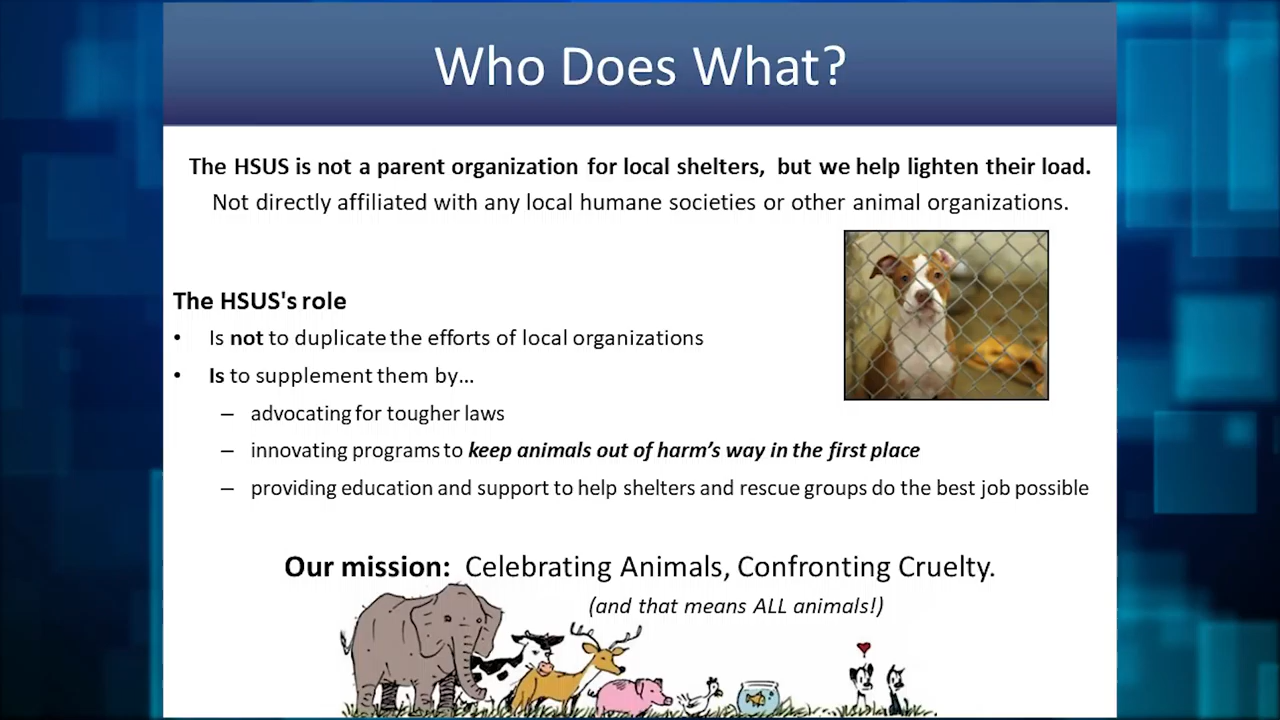 Who Does What?
The HSUS is not a parent organization for local shelters, but we help lighten their load.
Not directly affiliated with any local humane societies or other animal organizations.
The HSUS's role
• Is not to duplicate the efforts of local organizations
• Is to supplement them by…
– advocating for tougher laws
– innovating programs to keep animals out of harm's way in the first place
– providing education and support to help shelters and rescue groups do the best job possible
Our mission: Celebrating Animals, Confronting Cruelty.
(and that means ALL animals!)